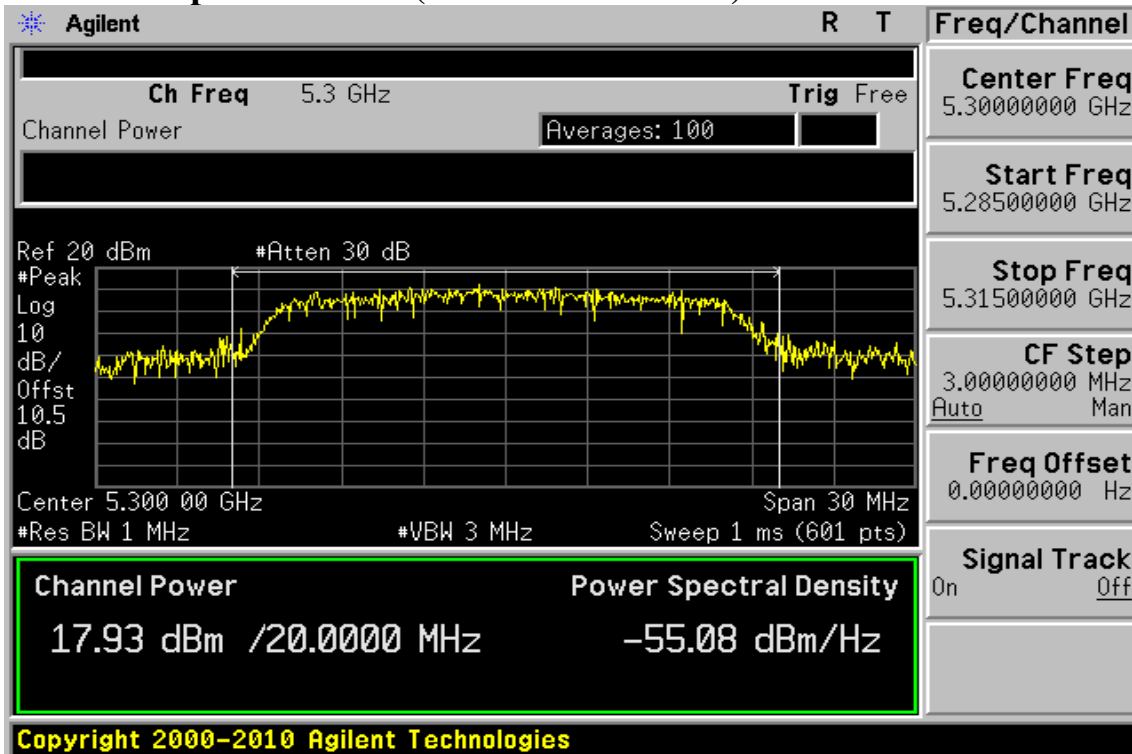 Agilent R T
Freq/Channel
Ch Freq 5.3 GHz Trig Free
Channel Power Averages: 100
Center Freq
5.30000000 GHz
Start Freq
5.28500000 GHz
Stop Freq
5.31500000 GHz
CF Step
3.00000000 MHz
Auto Man
Freq Offset
0.00000000 Hz
Signal Track
On Off
Ref 20 dBm #Atten 30 dB
#Peak
Log
10
dB/
Offst
10.5
dB
Center 5.300 00 GHz Span 30 MHz
#Res BW 1 MHz #VBW 3 MHz Sweep 1 ms (601 pts)
Channel Power Power Spectral Density
17.93 dBm /20.0000 MHz -55.08 dBm/Hz
Copyright 2000-2010 Agilent Technologies